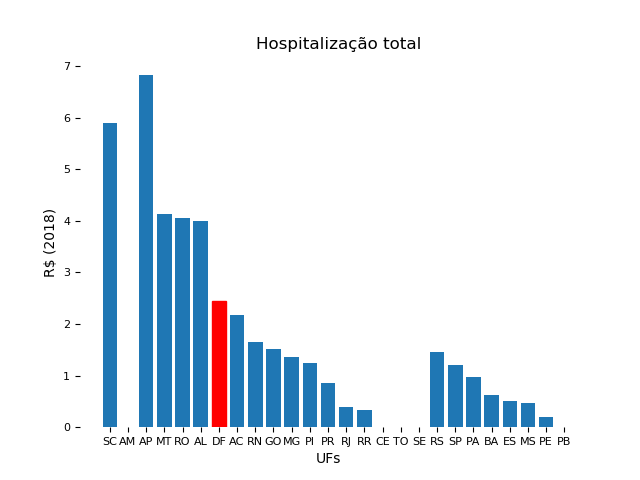 Hospitalização total
7
6
5
4
3
2
1
0
R$ (2018)
SC AM AP MT RO AL DF AC RN GO MG PI PR RJ RR CE TO SE RS SP PA BA ES MS PE PB
UFs